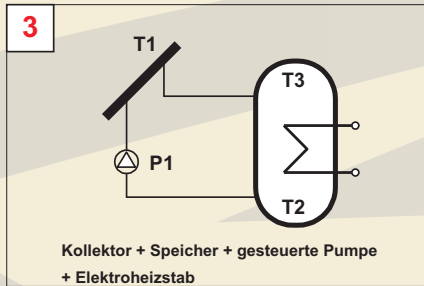 3
T1
T3
P1
T2
Kollektor + Speicher + gesteuerte Pumpe
+ Elektroheizstab